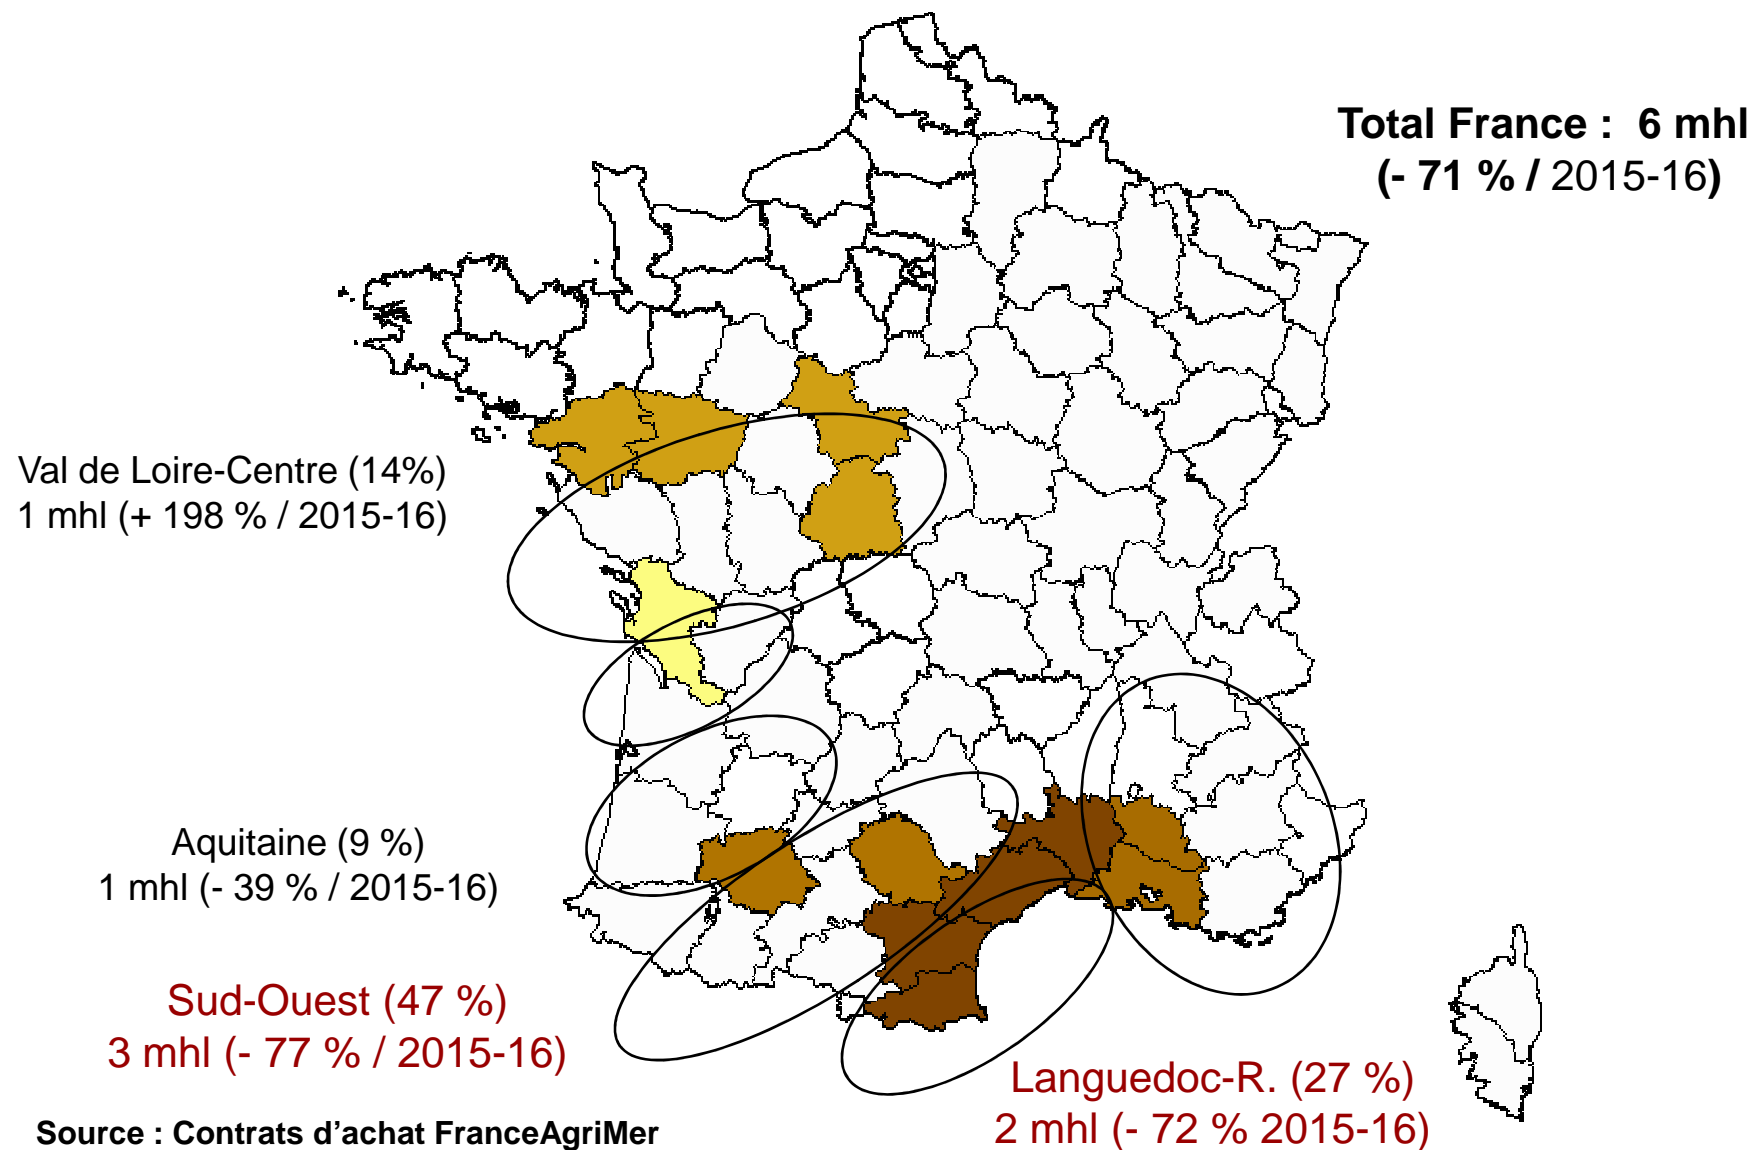 Total France :  6 mhl
(- 71 % / 2015-16)
Val de Loire-Centre (14%)
1 mhl (+ 198 % / 2015-16)
Aquitaine (9 %)
1 mhl (- 39 % / 2015-16)
Sud-Ouest (47 %)
3 mhl (- 77 % / 2015-16)
Languedoc-R. (27 %)
2 mhl (- 72 % 2015-16)
Source : Contrats d’achat FranceAgriMer